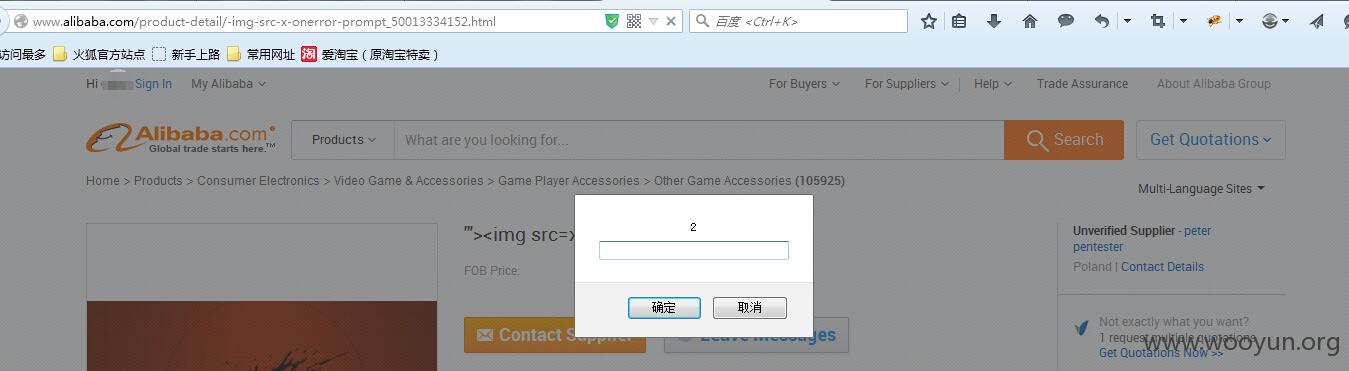 www.alibaba.com/product-detail/-img-src-x-onerror-prompt_50013334152.html
百度 <Ctrl+K>
访问最多 火狐官方站点 新手上路 常用网址 淘 爱淘宝（原淘宝特卖）
Hi Sign In My Alibaba For Buyers For Suppliers Help Trade Assurance About Alibaba Group
Alibaba.com®
Global trade starts here.™
Products What are you looking for... Search Get Quotations
Home > Products > Consumer Electronics > Video Game & Accessories > Game Player Accessories > Other Game Accessories (105925)
Multi-Language Sites
2
确定 取消
'"><img src=x
FOB Price:
Contact Supplier Leave Messages
Unverified Supplier - peter
pentester
Poland | Contact Details
Not exactly what you want?
1 request,multiple quotations
Get Quotations Now >>
www.wooyun.org